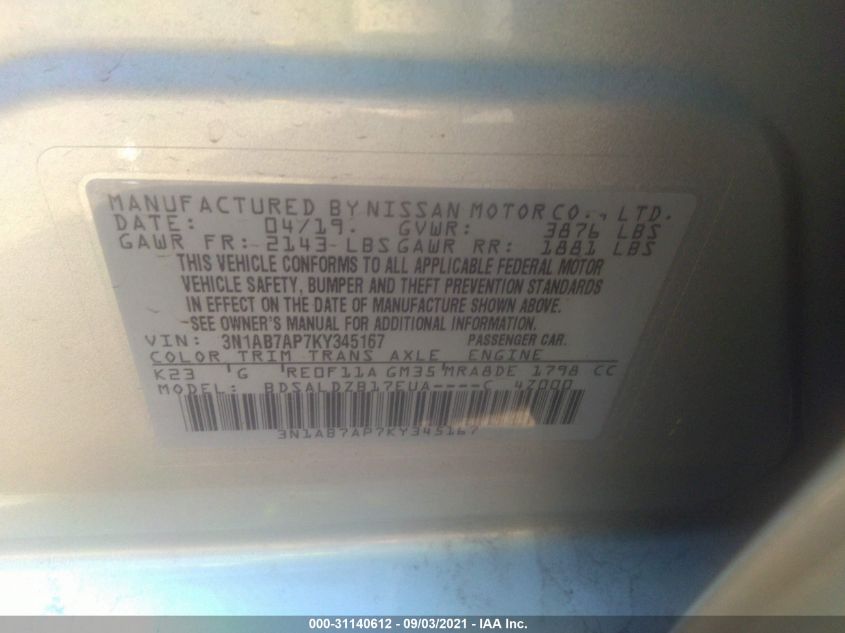 MANUFACTURED BY NISSAN MOTOR CO., LTD.
DATE: 04/19. GVWR: 3876 LBS
GAWR FR: 2143 LBS GAWR RR: 1881 LBS
THIS VEHICLE CONFORMS TO ALL APPLICABLE FEDERAL MOTOR
VEHICLE SAFETY, BUMPER AND THEFT PREVENTION STANDARDS
IN EFFECT ON THE DATE OF MANUFACTURE SHOWN ABOVE.
-SEE OWNER'S MANUAL FOR ADDITIONAL INFORMATION.
VIN: 3N1AB7AP7KY345167 PASSENGER CAR.
COLOR TRIM TRANS AXLE ENGINE
K23 G RE0F11A GM35 MRA8DE 1798 CC
MODEL: BDSALDZB17EUA----C 4Z000
3N1AB7AP7KY345167
000-31140612 - 09/03/2021 - IAA Inc.